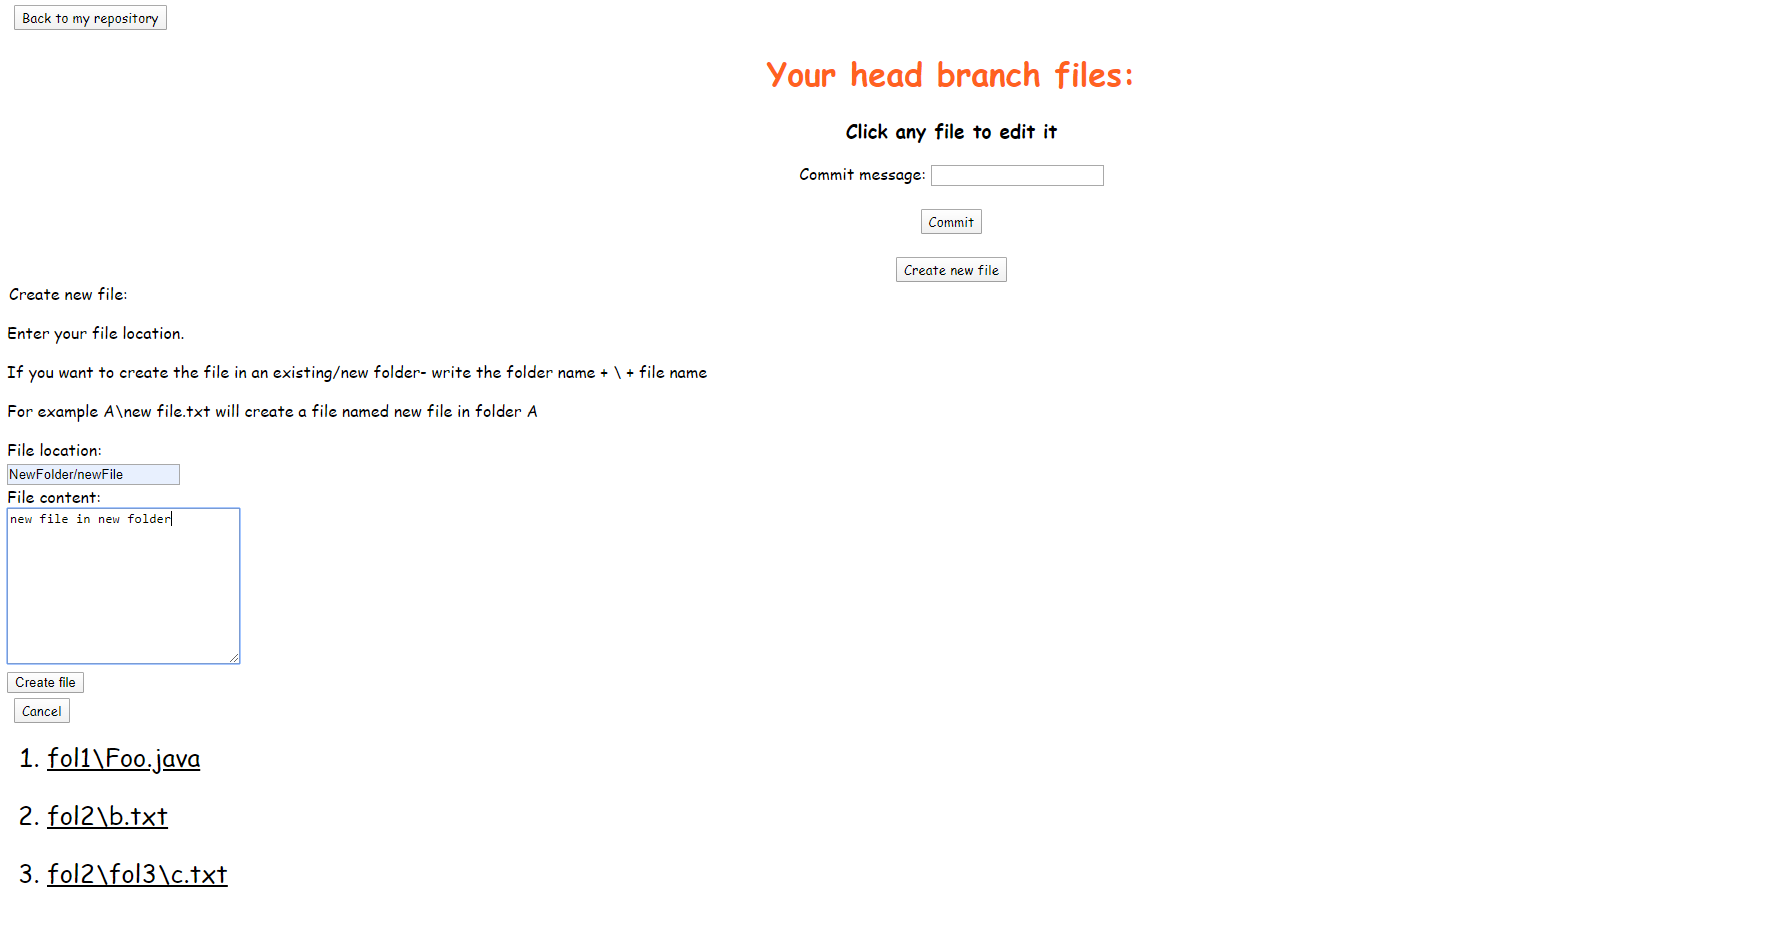 Back to my repository
Your head branch files:
Click any file to edit it
Commit message:
Commit
Create new file
Create new file:
Enter your file location.
If you want to create the file in an existing/new folder- write the folder name + \ + file name
For example A\new file.txt will create a file named new file in folder A
File location:
NewFolder/newFile
File content:
new file in new folder
Create file
Cancel
1. fol1\Foo.java
2. fol2\b.txt
3. fol2\fol3\c.txt